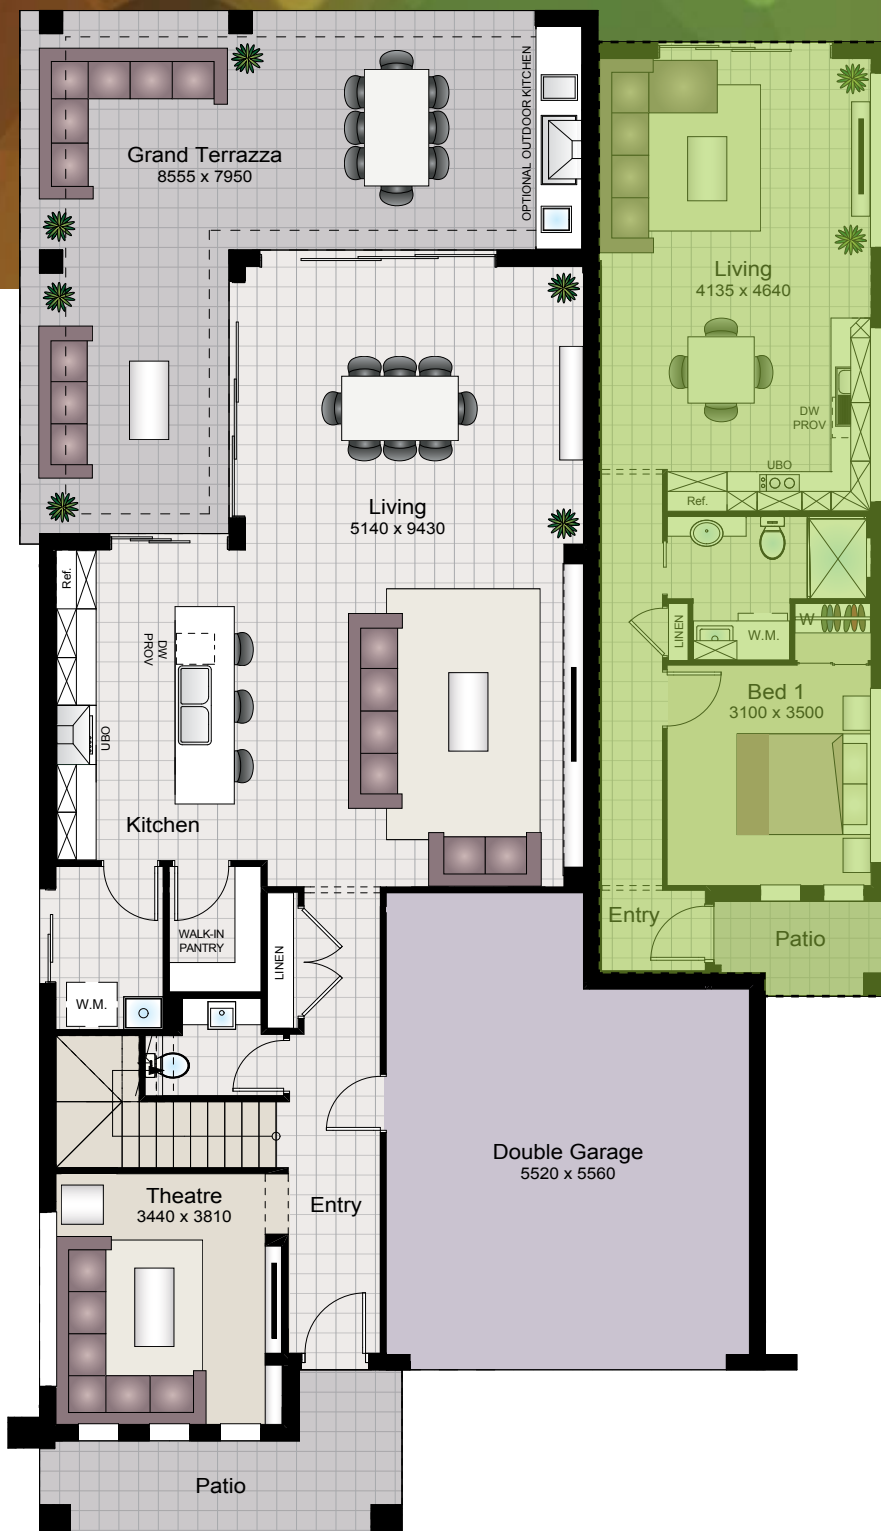 Grand Terrazza
8555 x 7950
OPTIONAL OUTDOOR KITCHEN
Living
4135 x 4640
DW
PROV
UBO
Ref.
Living
5140 x 9430
Ref.
DW
PROV
UBO
Kitchen
LINEN
W.M.
W
Bed 1
3100 x 3500
Entry
Patio
WALK-IN
PANTRY
LINEN
W.M.
Double Garage
5520 x 5560
Theatre
3440 x 3810
Entry
Patio